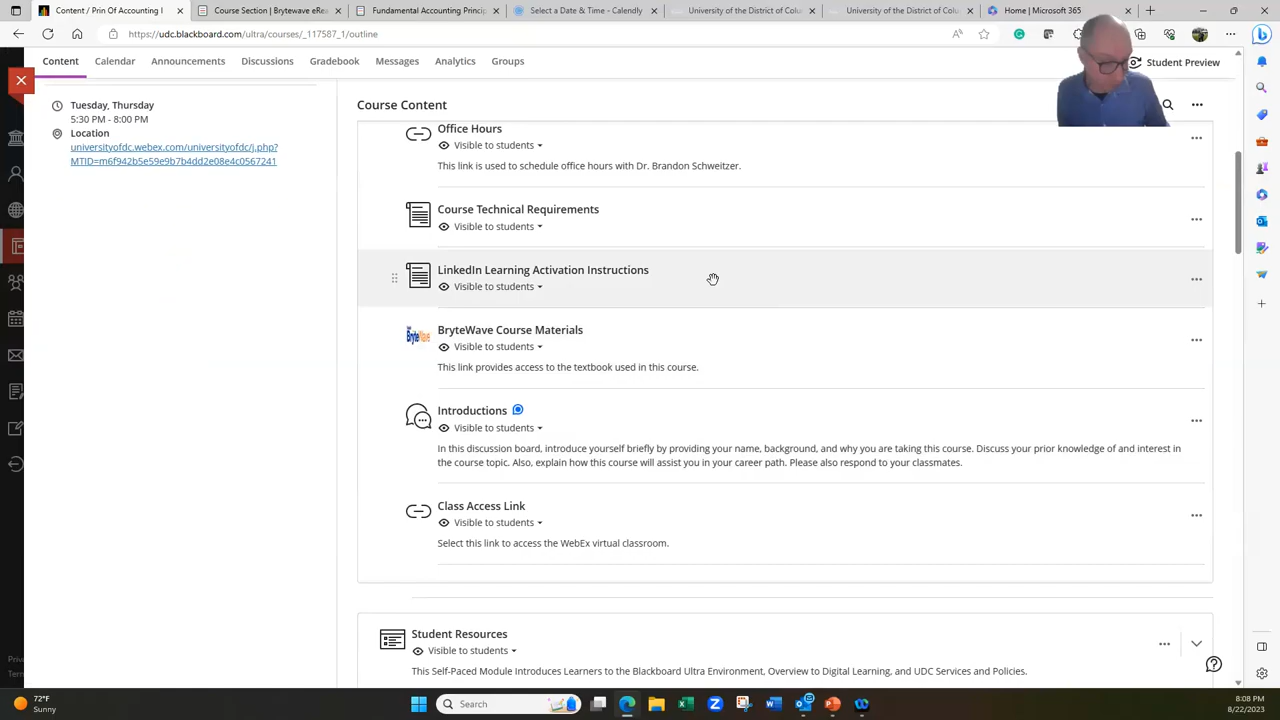 Content / Prin Of Accounting I
Course Section | Brytewave eRea
Fundamental Accounting Princip
Select a Date & Time - Calendly
University of the District of Colu
University of the District of Colu
Home | Microsoft 365
https://udc.blackboard.com/ultra/courses/_117587_1/outline
Content
Calendar
Announcements
Discussions
Gradebook
Messages
Analytics
Groups
Student Preview
Tuesday, Thursday
5:30 PM - 8:00 PM
Location
universityofdc.webex.com/universityofdc/j.php?
MTID=m6f942b5e59e9b7b4dd2e08e4c0567241
Course Content
Office Hours
Visible to students
This link is used to schedule office hours with Dr. Brandon Schweitzer.
Course Technical Requirements
Visible to students
LinkedIn Learning Activation Instructions
Visible to students
BryteWave
BryteWave Course Materials
Visible to students
This link provides access to the textbook used in this course.
Introductions
Visible to students
In this discussion board, introduce yourself briefly by providing your name, background, and why you are taking this course. Discuss your prior knowledge of and interest in
the course topic. Also, explain how this course will assist you in your career path. Please also respond to your classmates.
Class Access Link
Visible to students
Select this link to access the WebEx virtual classroom.
Student Resources
Visible to students
This Self-Paced Module Introduces Learners to the Blackboard Ultra Environment, Overview to Digital Learning, and UDC Services and Policies.
Priv
Term
72°F
Sunny
Search
8:08 PM
8/22/2023